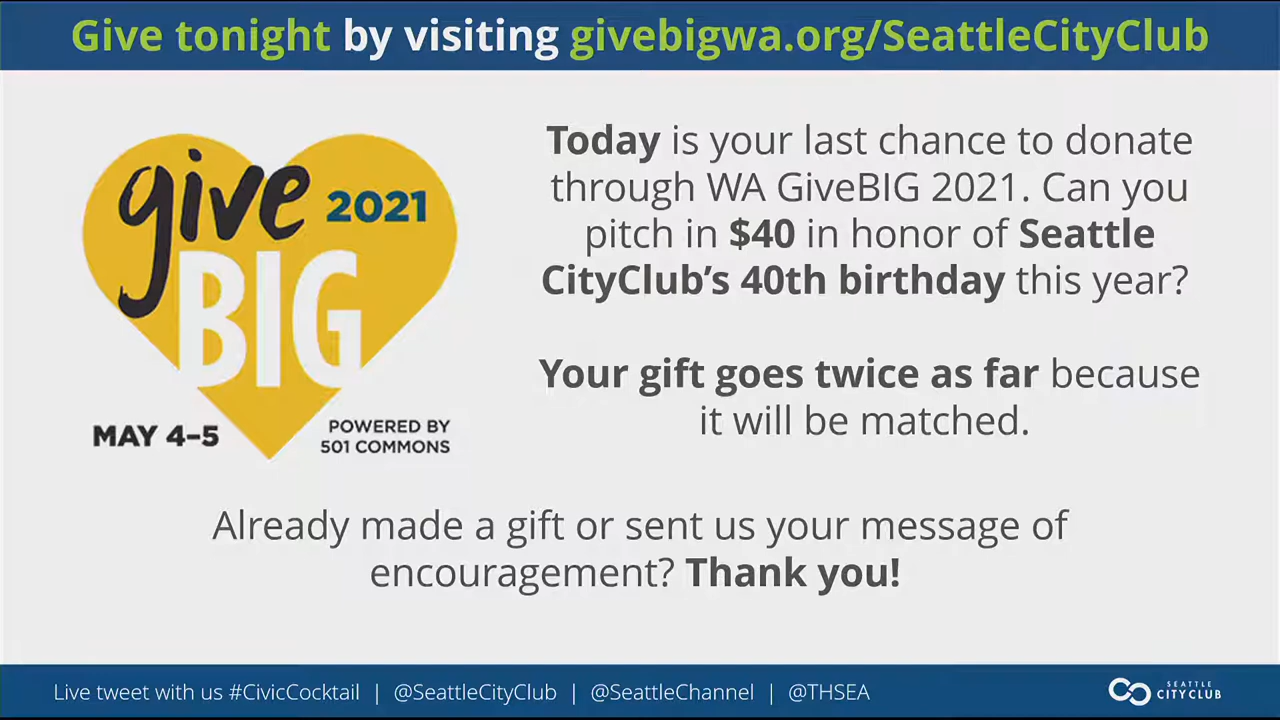 Give tonight by visiting givebigwa.org/SeattleCityClub
give 2021
BIG
MAY 4–5
POWERED BY
501 COMMONS
Today is your last chance to donate
through WA GiveBIG 2021. Can you
pitch in $40 in honor of Seattle
CityClub’s 40th birthday this year?
Your gift goes twice as far because
it will be matched.
Already made a gift or sent us your message of
encouragement? Thank you!
Live tweet with us #CivicCocktail | @SeattleCityClub | @SeattleChannel | @THSEA
SEATTLE
CITYCLUB